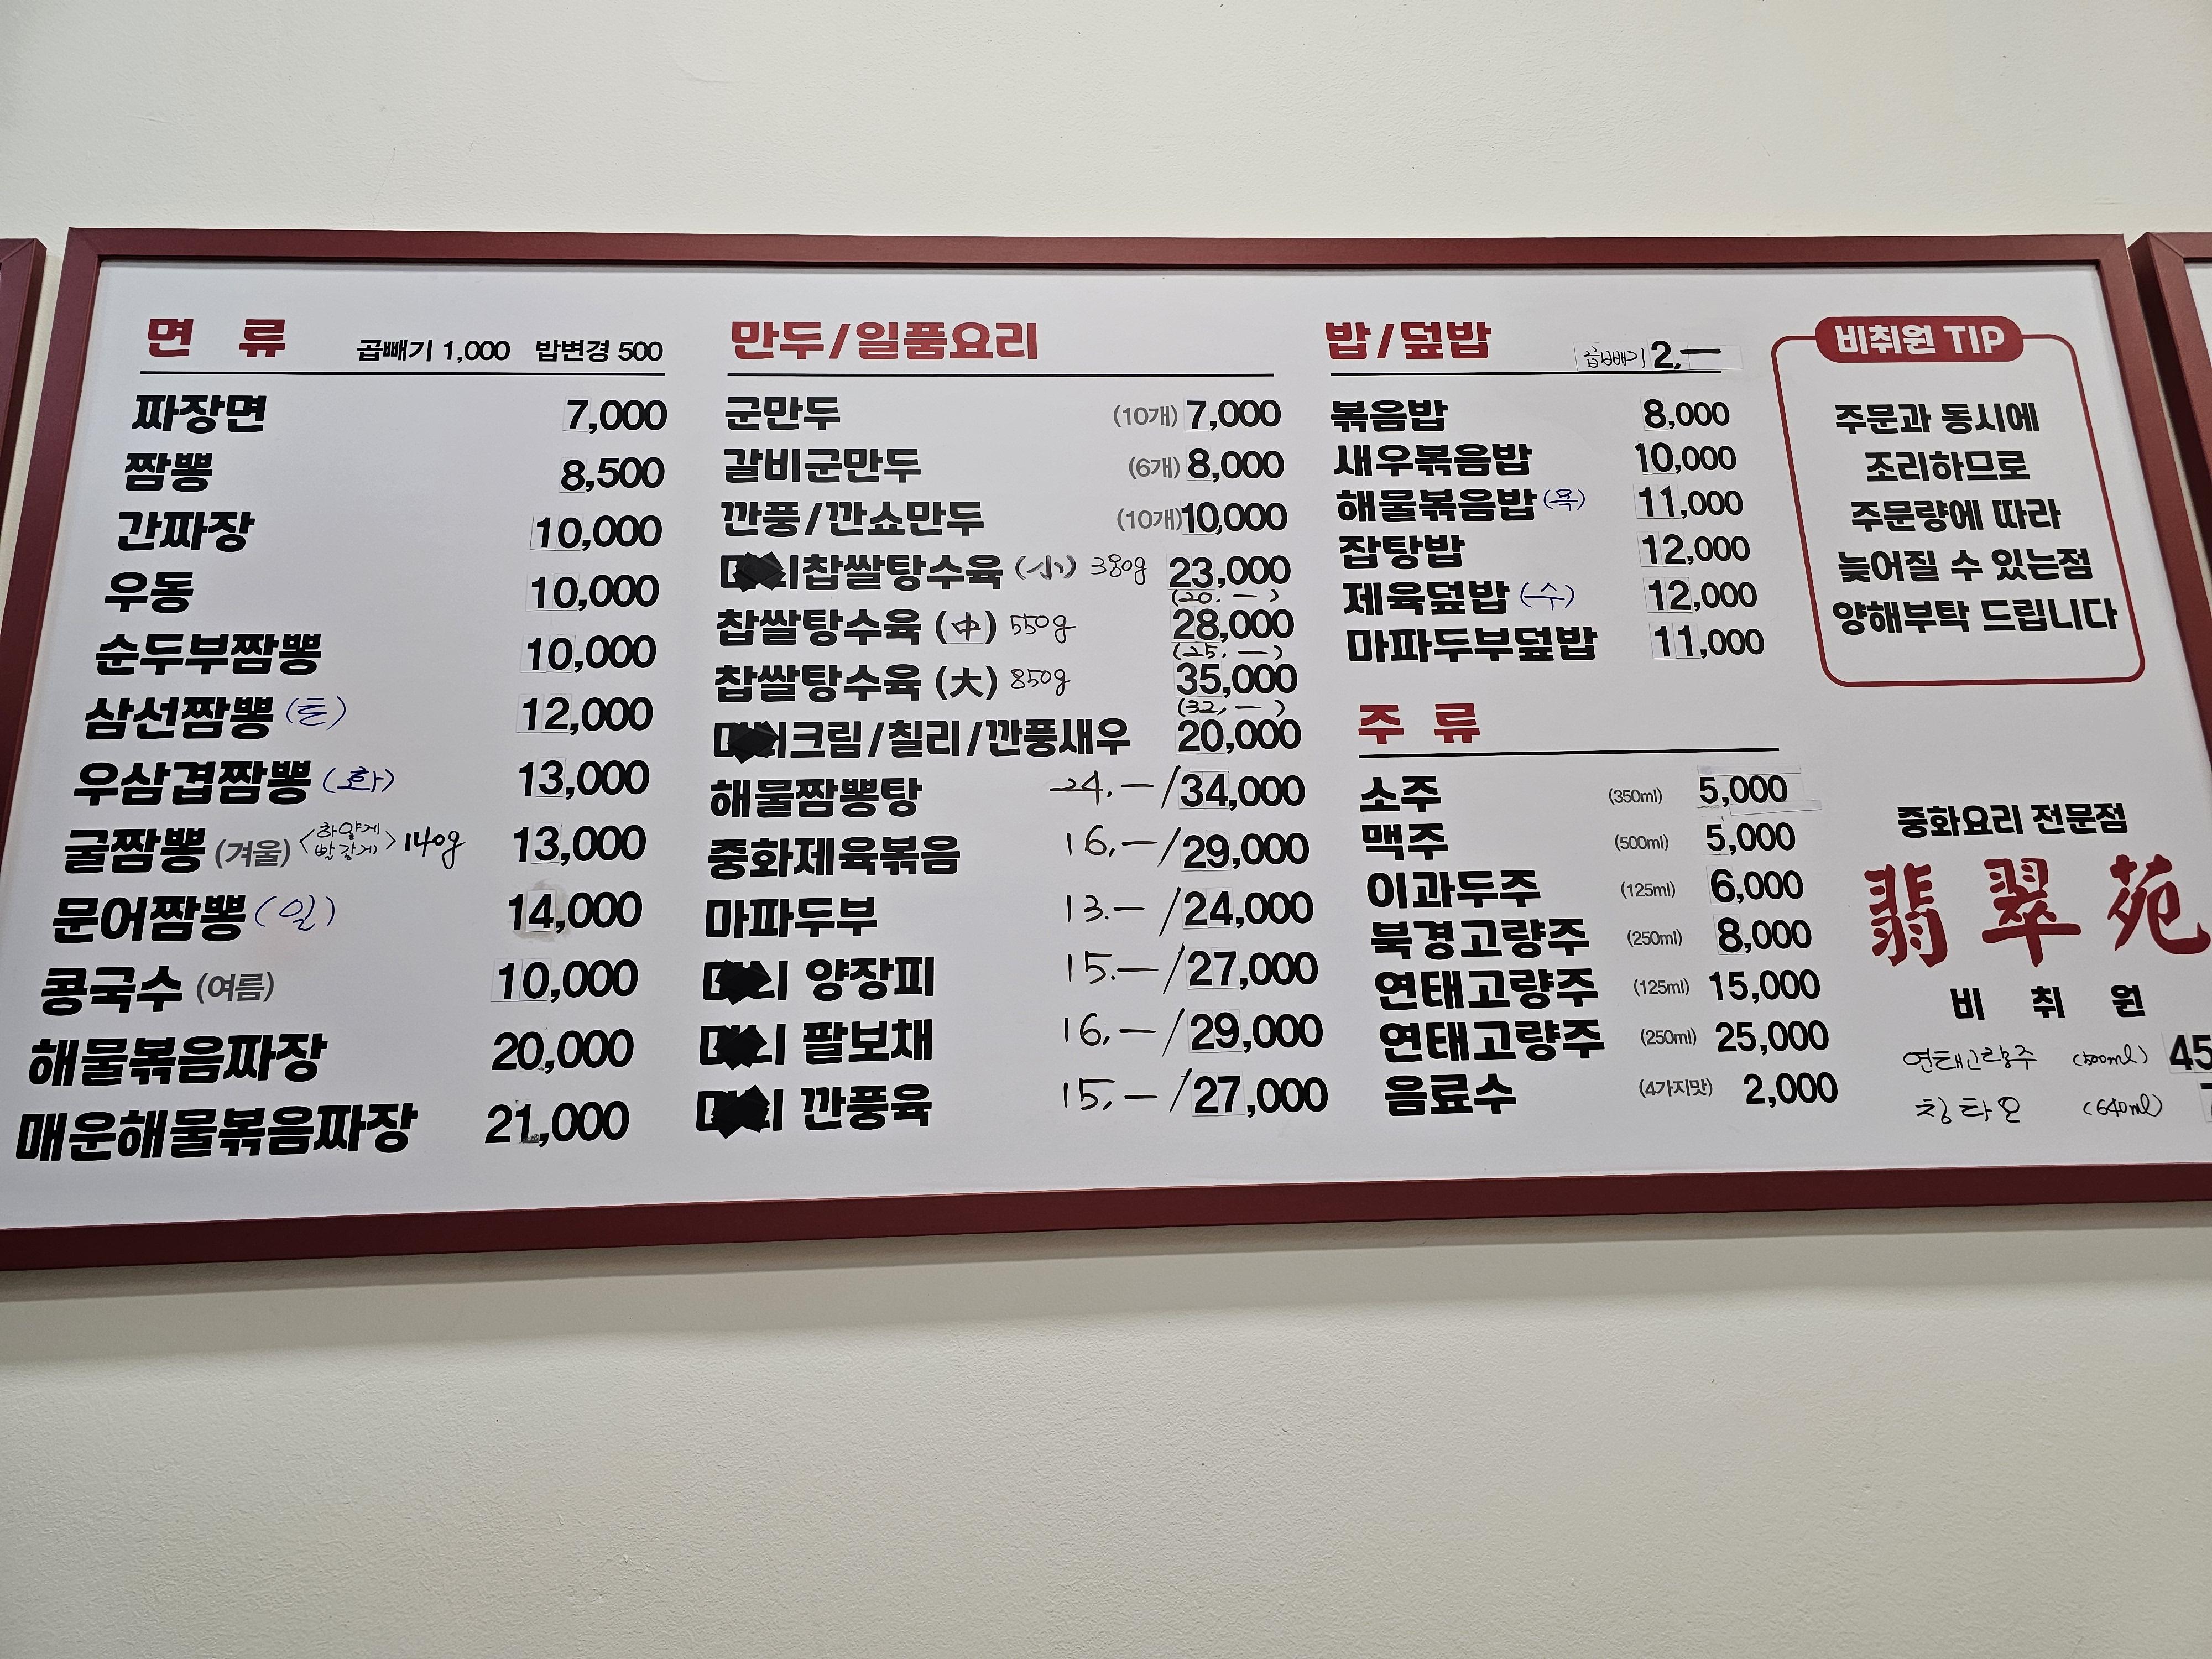 면 류 곱빼기 1,000 밥변경 500
짜장면 7,000
짬뽕 8,500
간짜장 10,000
우동 10,000
순두부짬뽕 10,000
삼선짬뽕 (토) 12,000
우삼겹짬뽕 (화) 13,000
굴짬뽕 (겨울) <하얗게 빨갛게> 140g 13,000
문어짬뽕 (일) 14,000
콩국수 (여름) 10,000
해물볶음짜장 20,000
매운해물볶음짜장 21,000
만두/일품요리
군만두 (10개) 7,000
갈비군만두 (6개) 8,000
깐풍/깐쇼만두 (10개) 10,000
찹쌀탕수육 (小) 380g 23,000
(20.—)
찹쌀탕수육 (中) 550g 28,000
(25.—)
찹쌀탕수육 (大) 850g 35,000
(32,—)
크림/칠리/깐풍새우 20,000
해물짬뽕탕 24.—/34,000
중화제육볶음 16,—/29,000
마파두부 13.—/24,000
양장피 15.—/27,000
팔보채 16,—/29,000
깐풍육 15,—/27,000
밥/덮밥 곱빼기 2,—
볶음밥 8,000
새우볶음밥 10,000
해물볶음밥 (목) 11,000
잡탕밥 12,000
제육덮밥 (수) 12,000
마파두부덮밥 11,000
주 류
소주 (350ml) 5,000
맥주 (500ml) 5,000
이과두주 (125ml) 6,000
북경고량주 (250ml) 8,000
연태고량주 (125ml) 15,000
연태고량주 (250ml) 25,000
음료수 (4가지맛) 2,000
비취원 TIP
주문과 동시에
조리하므로
주문량에 따라
늦어질 수 있는점
양해부탁 드립니다
중화요리 전문점
翡翠苑
비 취 원
연태고량주 (500ml) 45
칭타오 (640ml)